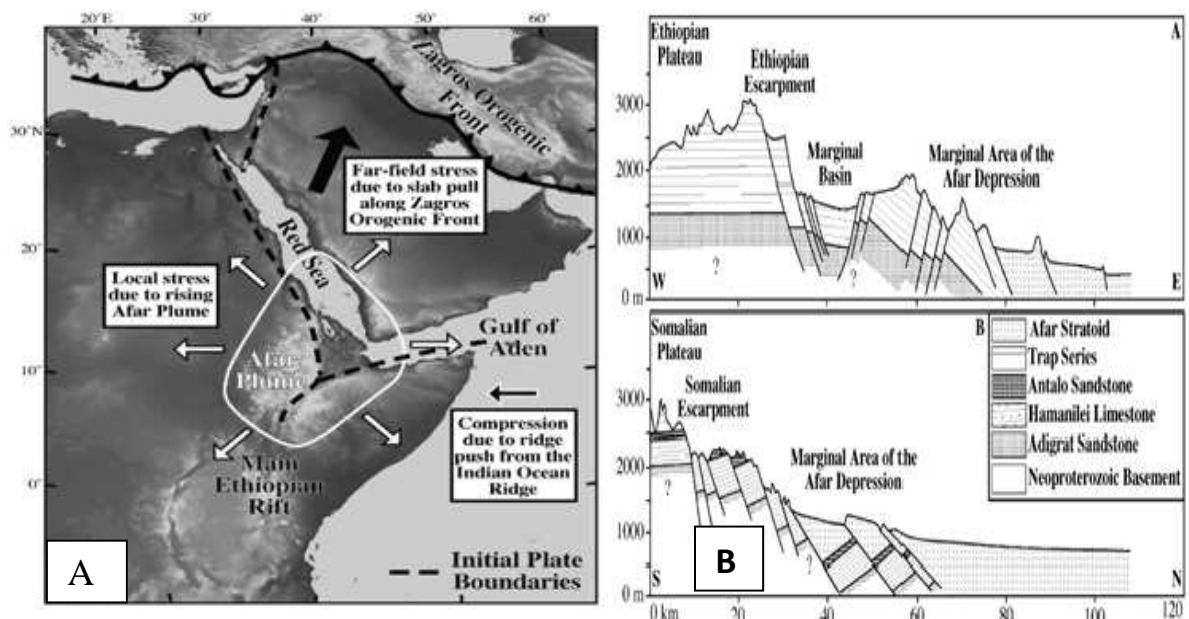 20°E
40°
50°
60°
30°N
20°
10°
0°
30°
40°
50°
60°
Zagros Orogenic
Front
Far-field stress
due to slab pull
along Zagros
Orogenic Front
Red Sea
Local stress
due to rising
Afar Plume
Gulf of
Aden
Afar
Plume
Compression
due to ridge
push from the
Indian Ocean
Ridge
Main
Ethiopian
Rift
Initial Plate
Boundaries
A
Ethiopian
Plateau
A
Ethiopian
Escarpment
3000
Marginal
Basin
Marginal Area of the
Afar Depression
2000
1000
?
?
W
E
0 m
Somalian
Plateau
B
Somalian
Escarpment
3000
Marginal Area of the
Afar Depression
2000
?
1000
?
B
S
N
0 m
0 km
20
40
60
80
100
120
Afar Stratoid
Trap Series
Antalo Sandstone
Hamanilei Limestone
Adigrat Sandstone
Neoproterozoic Basement